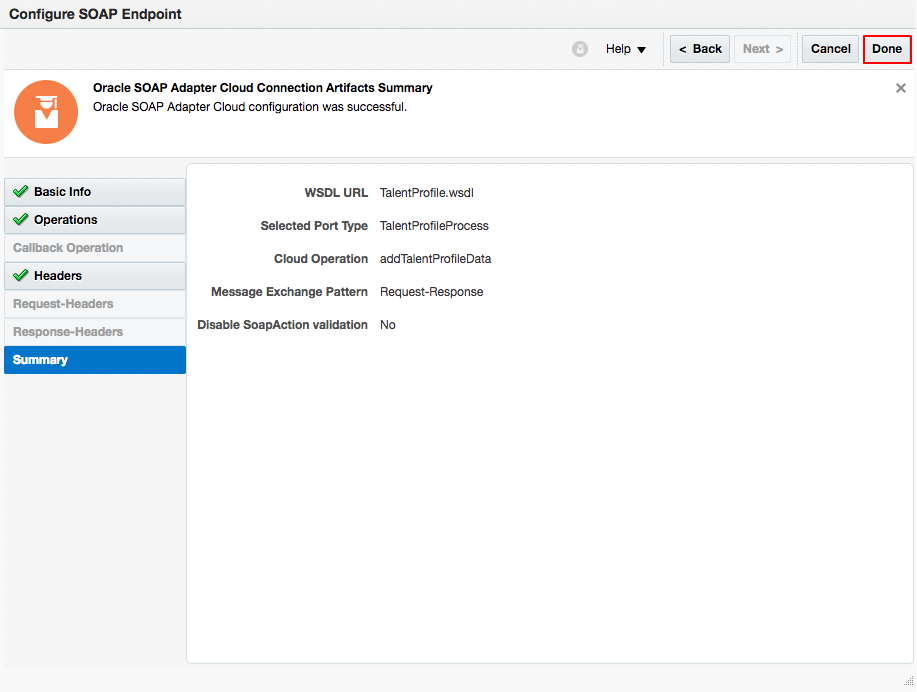 Configure SOAP Endpoint
Help
< Back
Next >
Cancel
Done
Oracle SOAP Adapter Cloud Connection Artifacts Summary
Oracle SOAP Adapter Cloud configuration was successful.
Basic Info
Operations
Callback Operation
Headers
Request-Headers
Response-Headers
Summary
WSDL URL TalentProfile.wsdl
Selected Port Type TalentProfileProcess
Cloud Operation addTalentProfileData
Message Exchange Pattern Request-Response
Disable SoapAction validation No